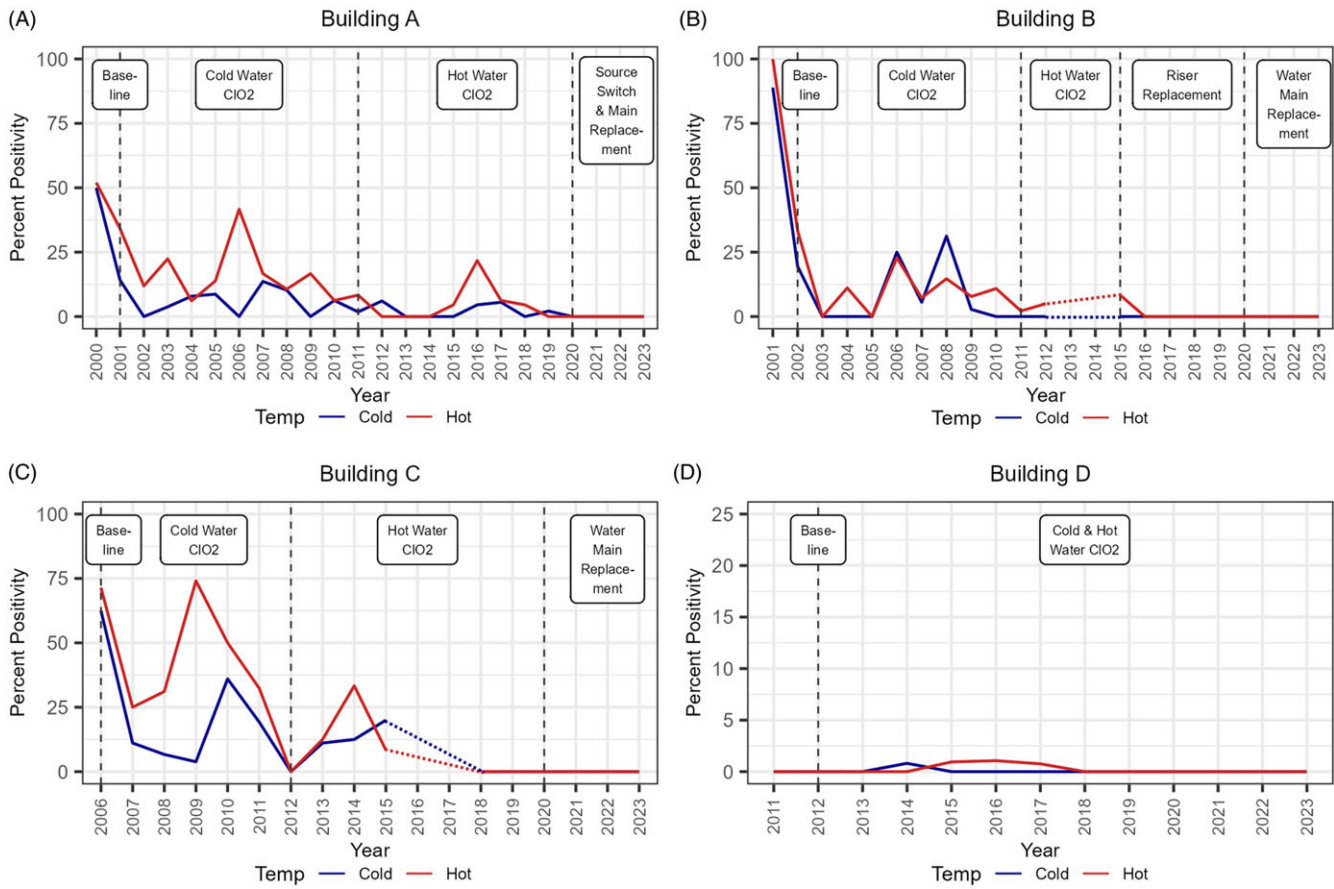 (A)
Building A
Percent Positivity
100
75
50
25
0
Base-
line
Cold Water
ClO2
Hot Water
ClO2
Source
Switch
& Main
Replace-
ment
2000
2001
2002
2003
2004
2005
2006
2007
2008
2009
2010
2011
2012
2013
2014
2015
2016
2017
2018
2019
2020
2021
2022
2023
Year
Temp Cold Hot
(B)
Building B
Percent Positivity
100
75
50
25
0
Base-
line
Cold Water
ClO2
Hot Water
ClO2
Riser
Replacement
Water
Main
Replace-
ment
2001
2002
2003
2004
2005
2006
2007
2008
2009
2010
2011
2012
2013
2014
2015
2016
2017
2018
2019
2020
2021
2022
2023
Year
Temp Cold Hot
(C)
Building C
Percent Positivity
100
75
50
25
0
Base-
line
Cold Water
ClO2
Hot Water
ClO2
Water
Main
Replace-
ment
2006
2007
2008
2009
2010
2011
2012
2013
2014
2015
2016
2017
2018
2019
2020
2021
2022
2023
Year
Temp Cold Hot
(D)
Building D
Percent Positivity
25
22
20
17
15
12
10
7
5
2
0
Base-
line
Cold & Hot
Water ClO2
2011
2012
2013
2014
2015
2016
2017
2018
2019
2020
2021
2022
2023
Year
Temp Cold Hot